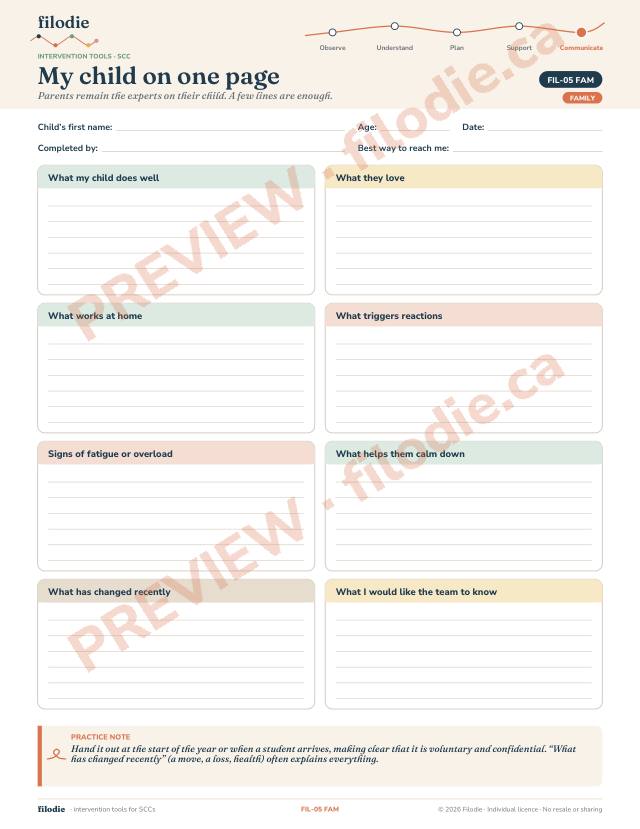 filodie
INTERVENTION TOOLS · SCC
Observe Understand Plan Support Communicate
My child on one page
Parents remain the experts on their child. A few lines are enough.
FIL-05 FAM
FAMILY
Child's first name: Age: Date:
Completed by: Best way to reach me:
What my child does well
What they love
What works at home
What triggers reactions
Signs of fatigue or overload
What helps them calm down
What has changed recently
What I would like the team to know
PREVIEW · filodie.ca
PREVIEW · filodie.ca
PRACTICE NOTE
Hand it out at the start of the year or when a student arrives, making clear that it is voluntary and confidential. “What
has changed recently” (a move, a loss, health) often explains everything.
filodie · intervention tools for SCCs FIL-05 FAM © 2026 Filodie · Individual licence · No resale or sharing